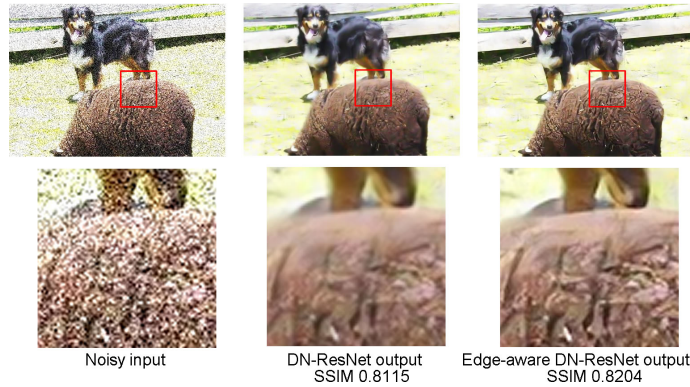 Noisy input
DN-ResNet output
SSIM 0.8115
Edge-aware DN-ResNet output
SSIM 0.8204